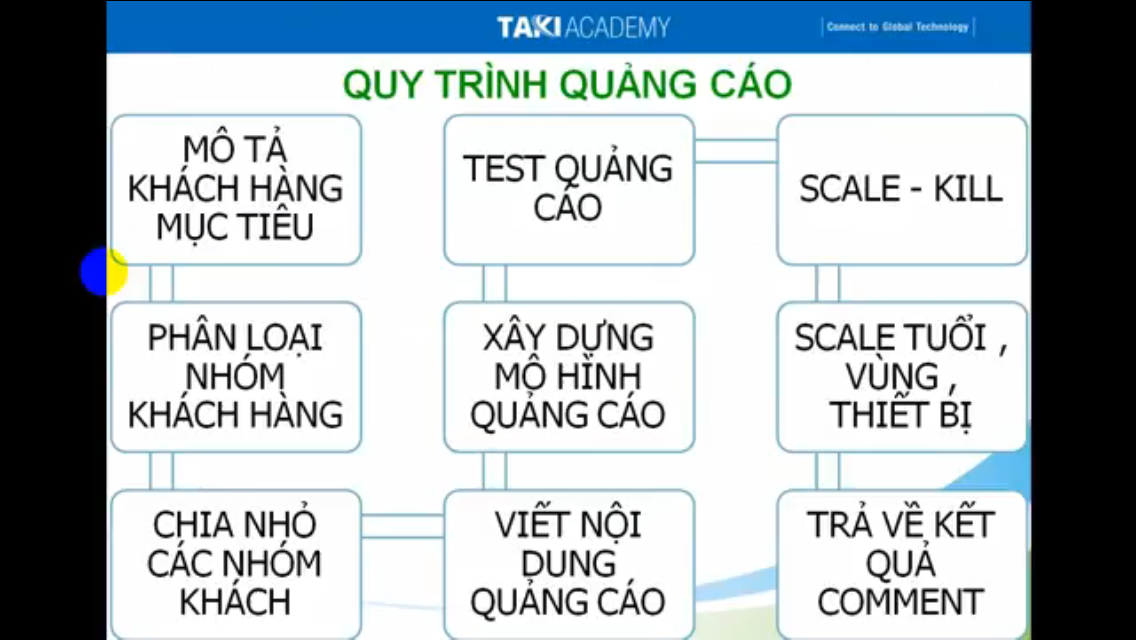 TAKI ACADEMY
Connect to Global Technology
QUY TRÌNH QUẢNG CÁO
MÔ TẢ
KHÁCH HÀNG
MỤC TIÊU
PHÂN LOẠI
NHÓM
KHÁCH HÀNG
CHIA NHỎ
CÁC NHÓM
KHÁCH
VIẾT NỘI
DUNG
QUẢNG CÁO
XÂY DỰNG
MÔ HÌNH
QUẢNG CÁO
TEST QUẢNG
CÁO
SCALE - KILL
SCALE TUỔI ,
VÙNG ,
THIẾT BỊ
TRẢ VỀ KẾT
QUẢ
COMMENT